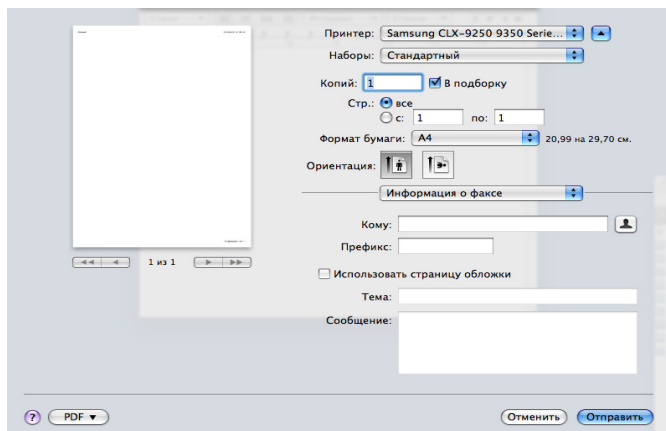 Принтер: Samsung CLX-9250 9350 Serie...
Наборы: Стандартный
Копий: 1 В подборку
Стр.: все
с: 1 по: 1
Формат бумаги: A4 20,99 на 29,70 см.
Ориентация:
Информация о факсе
Кому:
Префикс:
1 из 1
Использовать страницу обложки
Тема:
Сообщение:
? PDF Отменить Отправить